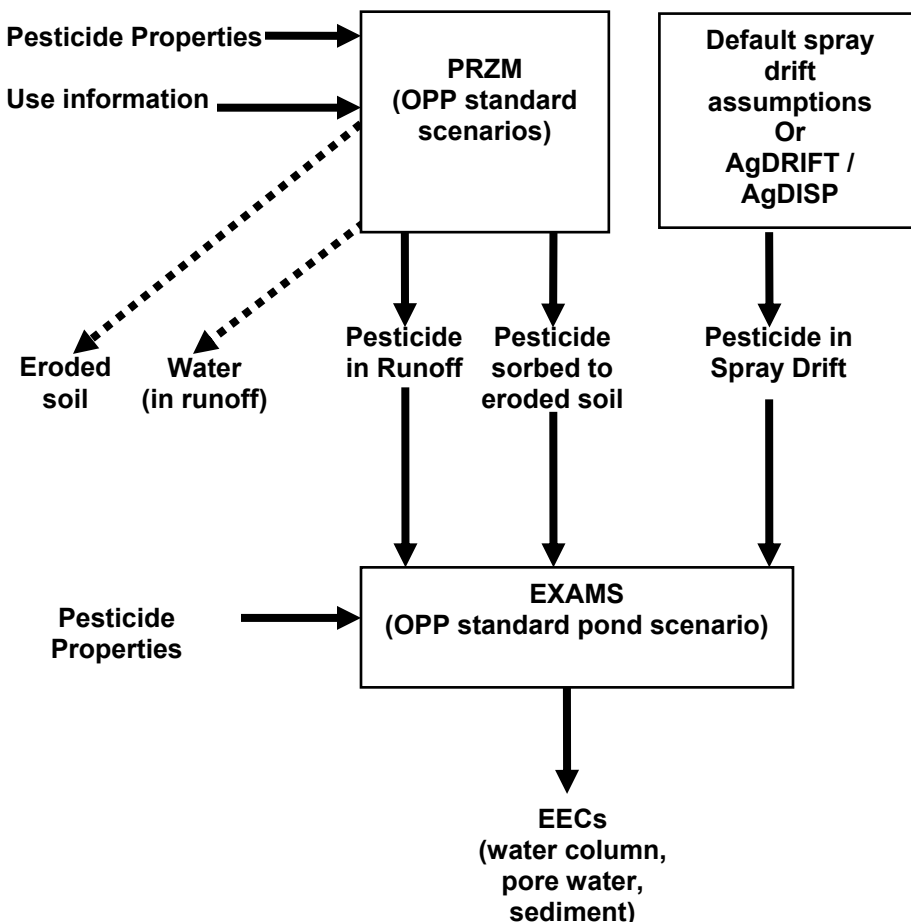 Pesticide Properties
Use information
PRZM
(OPP standard
scenarios)
Default spray
drift
assumptions
Or
AgDRIFT /
AgDISP
Eroded
soil
Water
(in runoff)
Pesticide
in Runoff
Pesticide
sorbed to
eroded soil
Pesticide in
Spray Drift
Pesticide
Properties
EXAMS
(OPP standard pond scenario)
EECs
(water column,
pore water,
sediment)